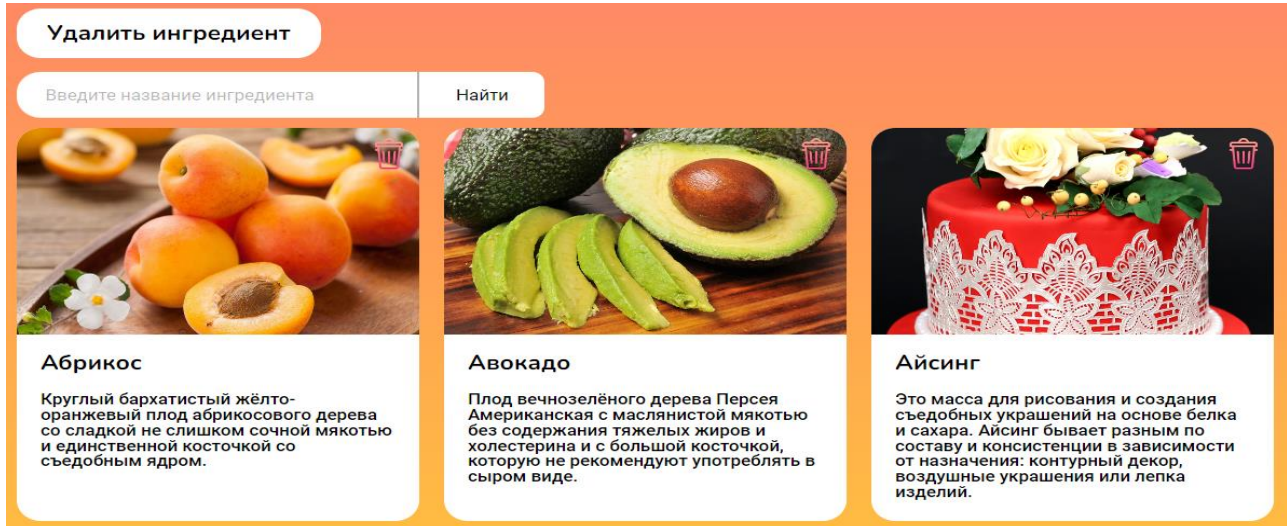 Удалить ингредиент
Введите название ингредиента
Найти
Абрикос
Круглый бархатистый жёлто-
оранжевый плод абрикосового дерева
со сладкой не слишком сочной мякотью
и единственной косточкой со
съедобным ядром.
Авокадо
Плод вечнозелёного дерева Персея
Американская с маслянистой мякотью
без содержания тяжелых жиров и
холестерина и с большой косточкой,
которую не рекомендуют употреблять в
сыром виде.
Айсинг
Это масса для рисования и создания
съедобных украшений на основе белка
и сахара. Айсинг бывает разным по
составу и консистенции в зависимости
от назначения: контурный декор,
воздушные украшения или лепка
изделий.